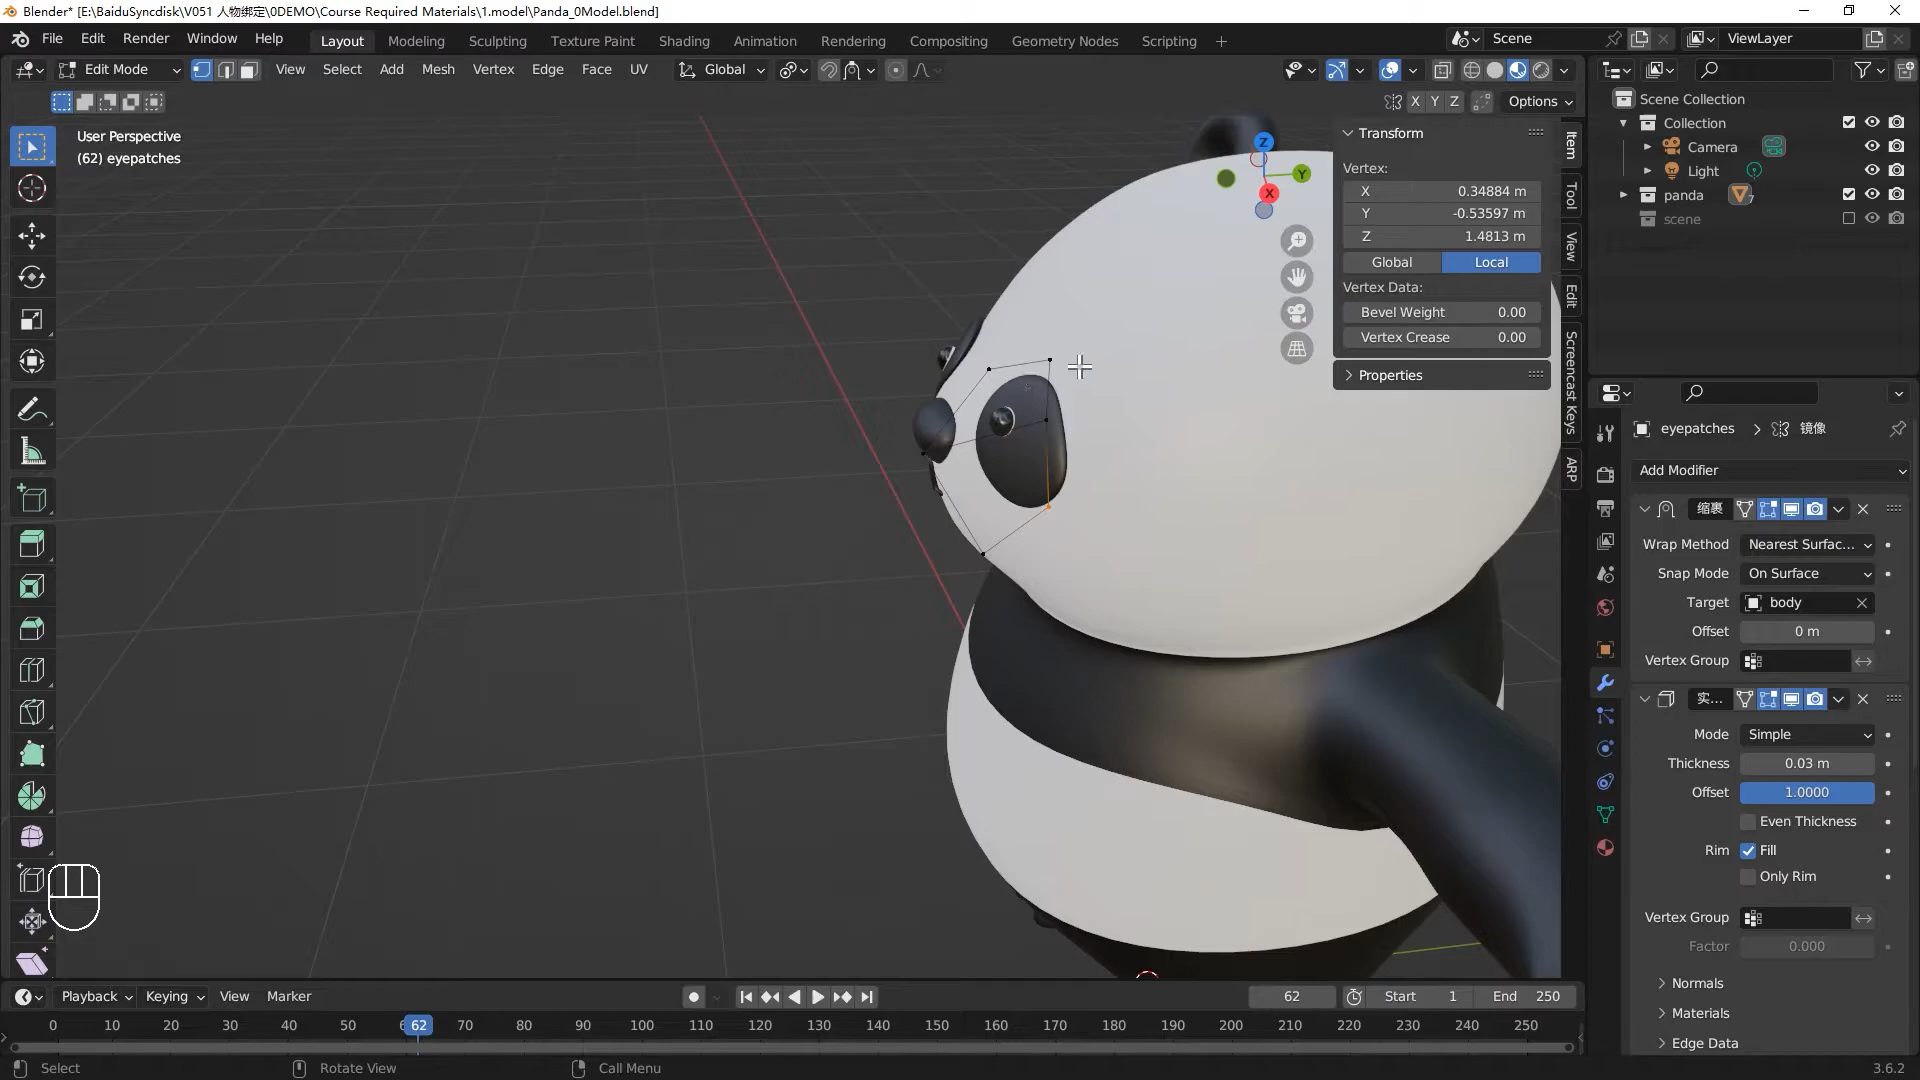 Blender* [E:\BaiduSyncdisk\V051 人物绑定\0DEMO\Course Required Materials\1.model\Panda_0Model.blend]
File Edit Render Window Help Layout Modeling Sculpting Texture Paint Shading Animation Rendering Compositing Geometry Nodes Scripting + Scene ViewLayer
Edit Mode View Select Add Mesh Vertex Edge Face UV Global
X Y Z Options
User Perspective
(62) eyepatches
Z
Y
X
Transform
Vertex:
X 0.34884 m
Y -0.53597 m
Z 1.4813 m
Global Local
Vertex Data:
Bevel Weight 0.00
Vertex Crease 0.00
Properties
Item
Tool
View
Edit
Screencast Keys
ARP
Scene Collection
Collection
Camera
Light
panda 7
scene
eyepatches > 镜像
Add Modifier
缩裹
Wrap Method Nearest Surfac...
Snap Mode On Surface
Target body
Offset 0 m
Vertex Group
实...
Mode Simple
Thickness 0.03 m
Offset 1.0000
Even Thickness
Rim Fill
Only Rim
Vertex Group
Factor 0.000
Normals
Materials
Edge Data
Playback Keying View Marker 62 Start 1 End 250
0 10 20 30 40 50 6 62 70 80 90 100 110 120 130 140 150 160 170 180 190 200 210 220 230 240 250
Select Rotate View Call Menu 3.6.2